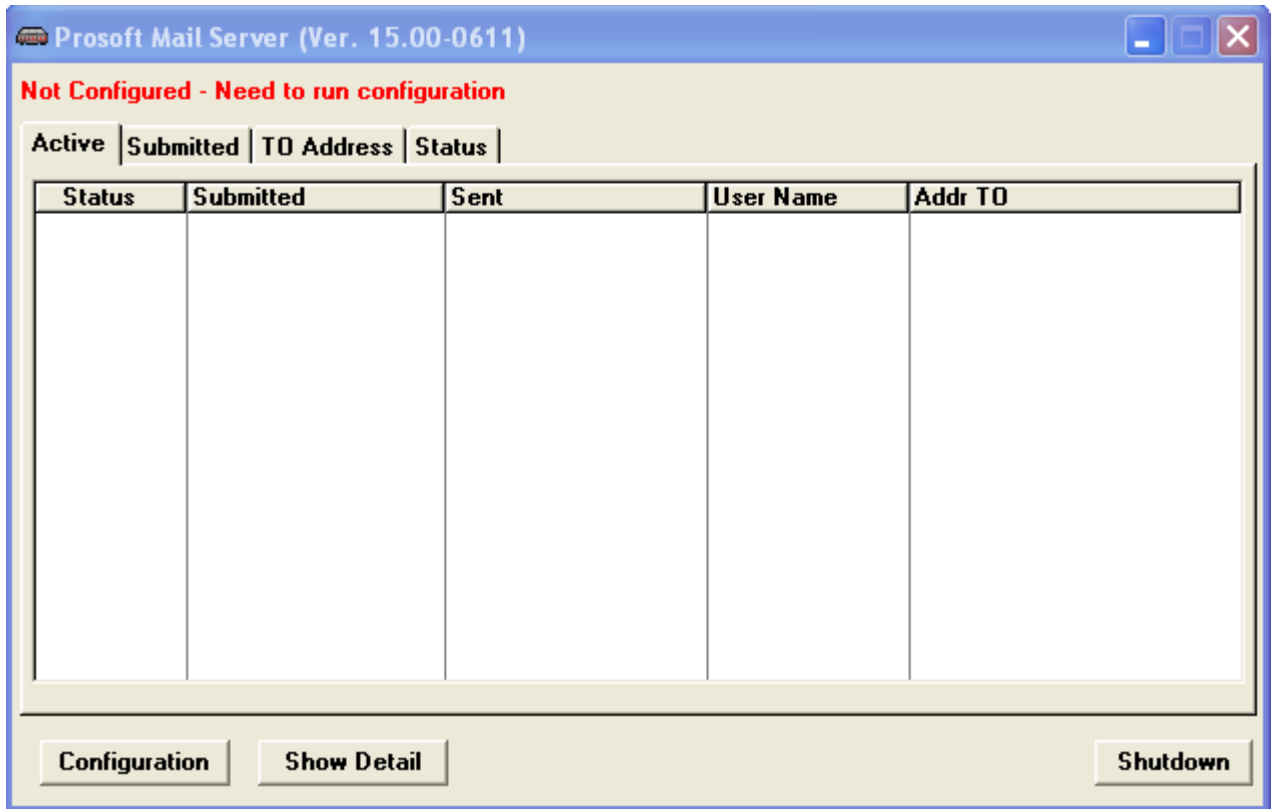 Prosoft Mail Server (Ver. 15.00-0611)
Not Configured - Need to run configuration
Active Submitted TO Address Status
Status Submitted Sent User Name Addr TO
Configuration Show Detail Shutdown